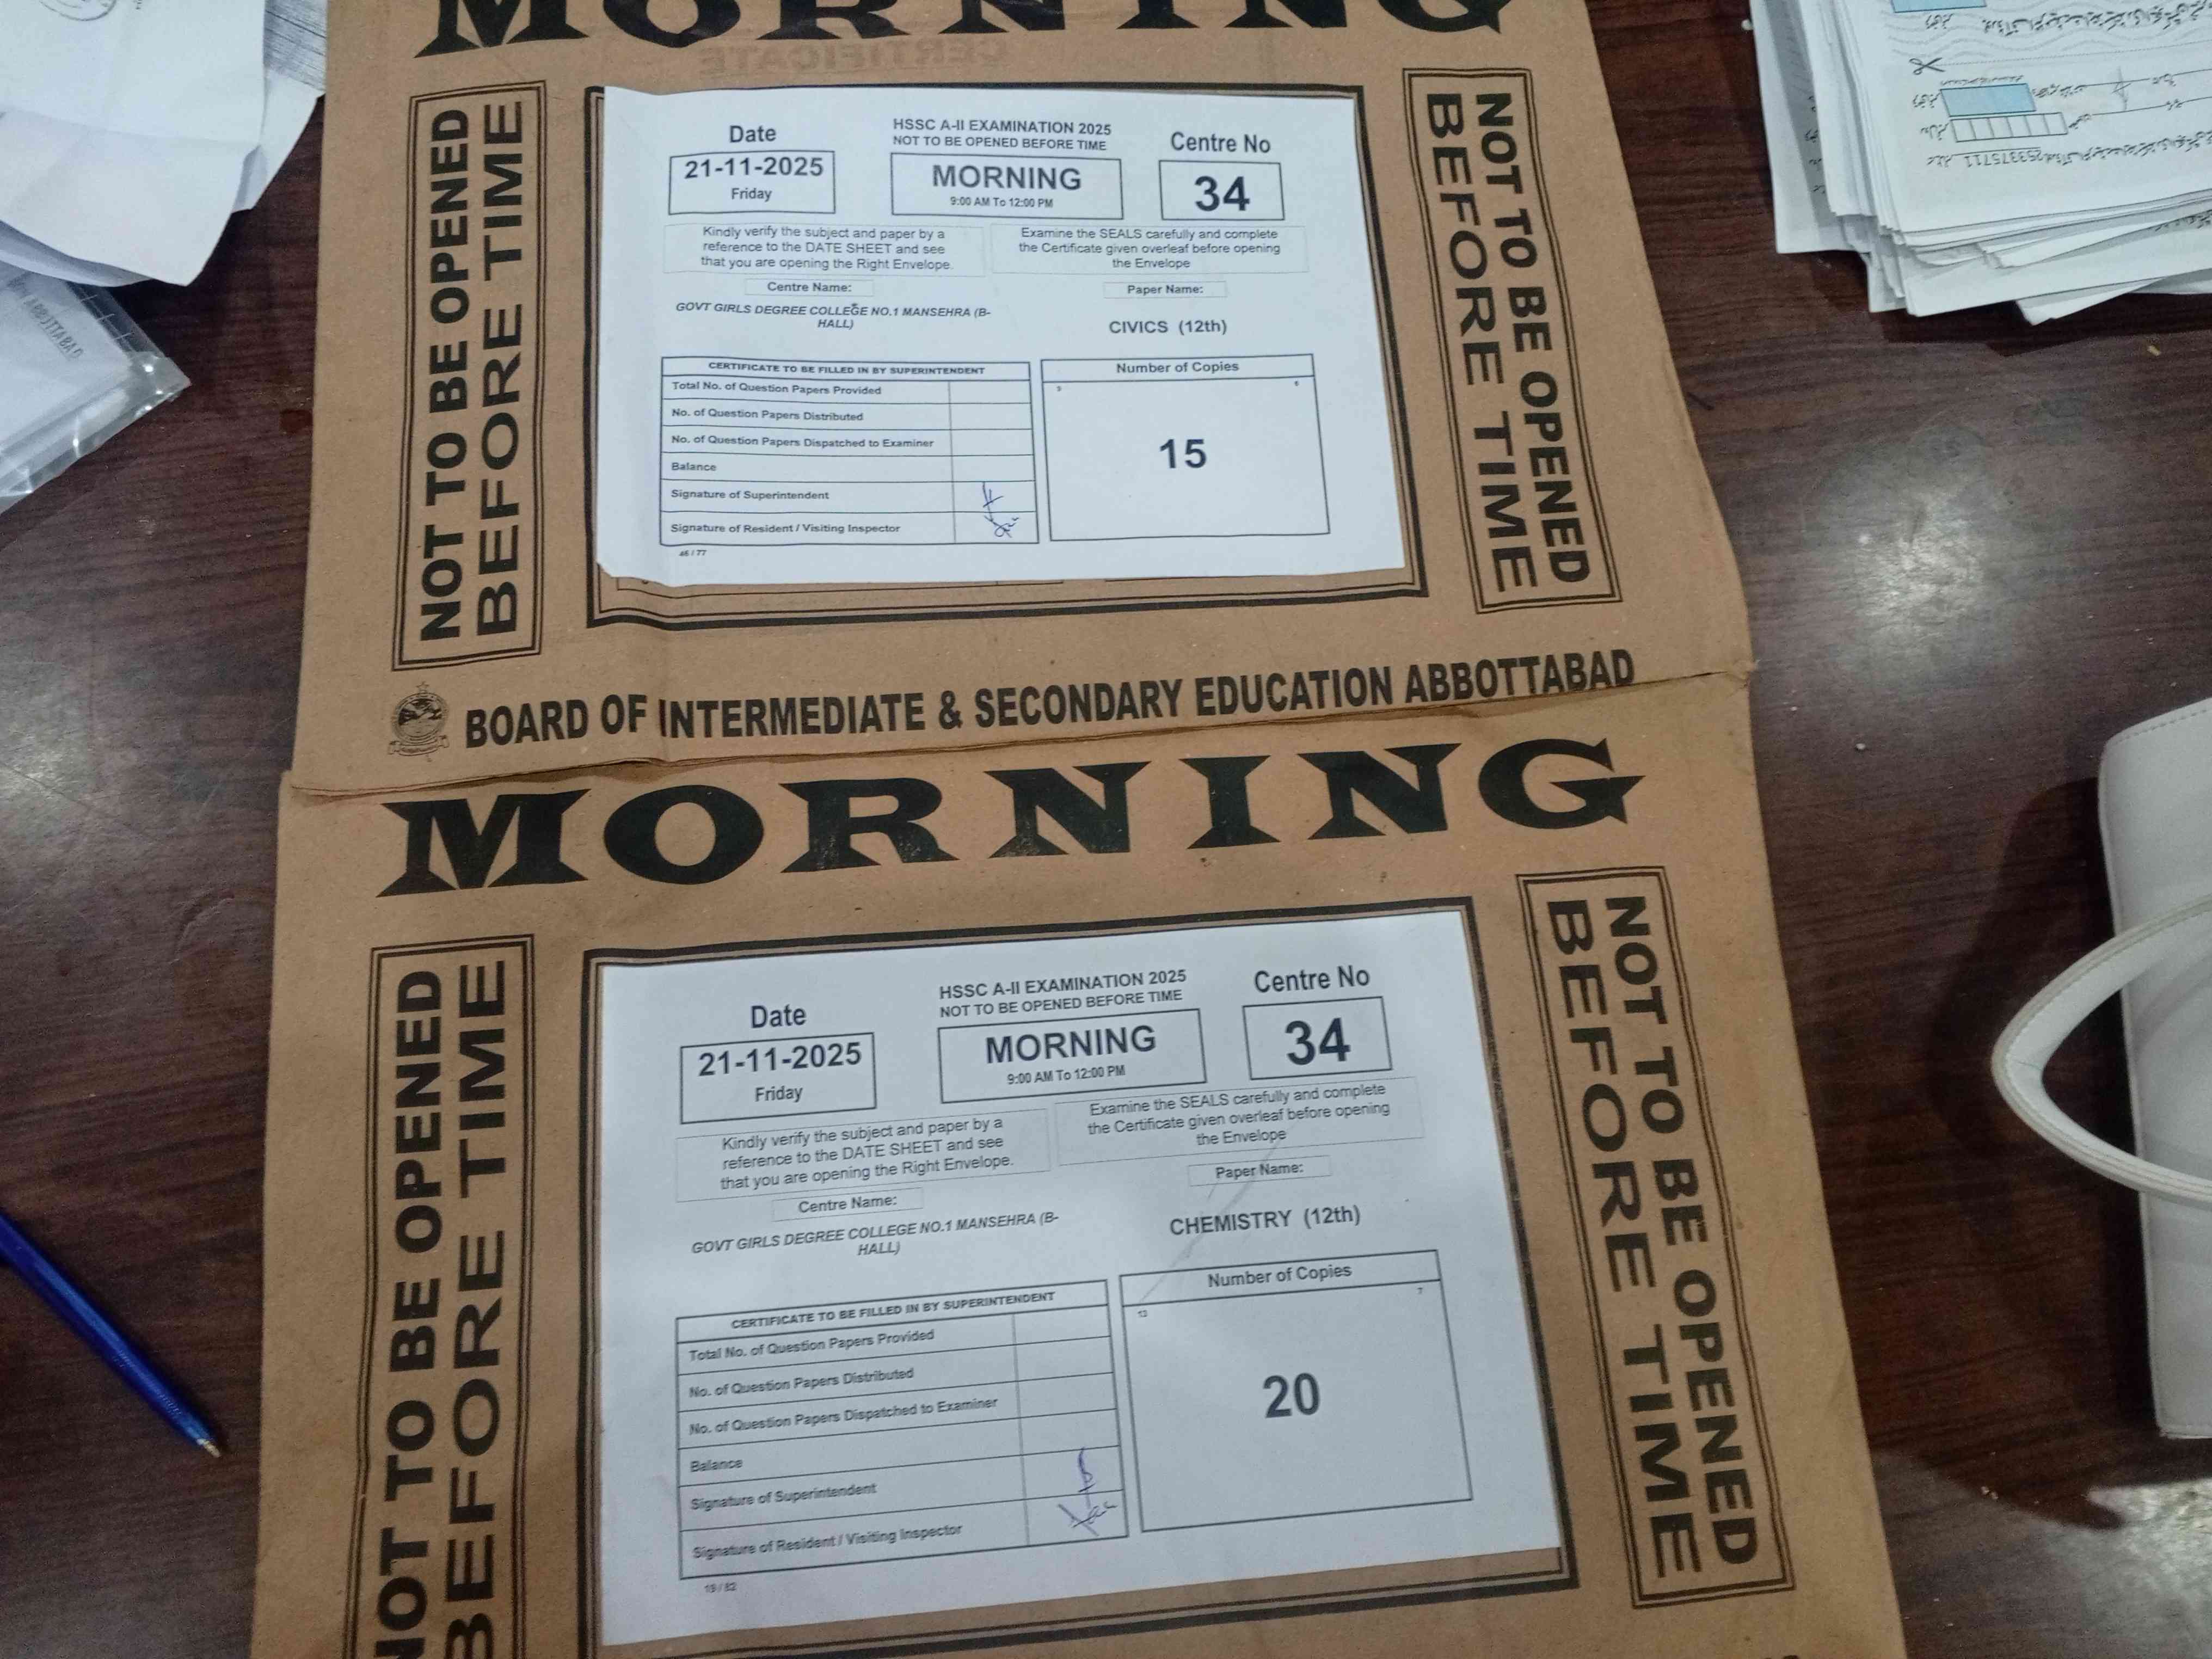 MORNING
CERTIFICATE
NOT TO BE OPENED
BEFORE TIME
Date
21-11-2025
Friday
HSSC A-II EXAMINATION 2025
NOT TO BE OPENED BEFORE TIME
MORNING
9:00 AM To 12:00 PM
Centre No
34
Kindly verify the subject and paper by a
reference to the DATE SHEET and see
that you are opening the Right Envelope.
Examine the SEALS carefully and complete
the Certificate given overleaf before opening
the Envelope
Centre Name:
GOVT GIRLS DEGREE COLLEGE NO.1 MANSEHRA (B-
HALL)
Paper Name:
CIVICS (12th)
CERTIFICATE TO BE FILLED IN BY SUPERINTENDENT
Total No. of Question Papers Provided
No. of Question Papers Distributed
No. of Question Papers Dispatched to Examiner
Balance
Signature of Superintendent
Signature of Resident / Visiting Inspector
46 / 77
Number of Copies
15
NOT TO BE OPENED
BEFORE TIME
BOARD OF INTERMEDIATE & SECONDARY EDUCATION ABBOTTABAD
MORNING
NOT TO BE OPENED
BEFORE TIME
Date
21-11-2025
Friday
HSSC A-II EXAMINATION 2025
NOT TO BE OPENED BEFORE TIME
MORNING
9:00 AM To 12:00 PM
Centre No
34
Kindly verify the subject and paper by a
reference to the DATE SHEET and see
that you are opening the Right Envelope.
Examine the SEALS carefully and complete
the Certificate given overleaf before opening
the Envelope
Centre Name:
GOVT GIRLS DEGREE COLLEGE NO.1 MANSEHRA (B-
HALL)
Paper Name:
CHEMISTRY (12th)
CERTIFICATE TO BE FILLED IN BY SUPERINTENDENT
Total No. of Question Papers Provided
No. of Question Papers Distributed
No. of Question Papers Dispatched to Examiner
Balance
Signature of Superintendent
Signature of Resident / Visiting Inspector
19 / 82
Number of Copies
13
7
20
NOT TO BE OPENED
BEFORE TIME
ABBOTTABAD
253375711